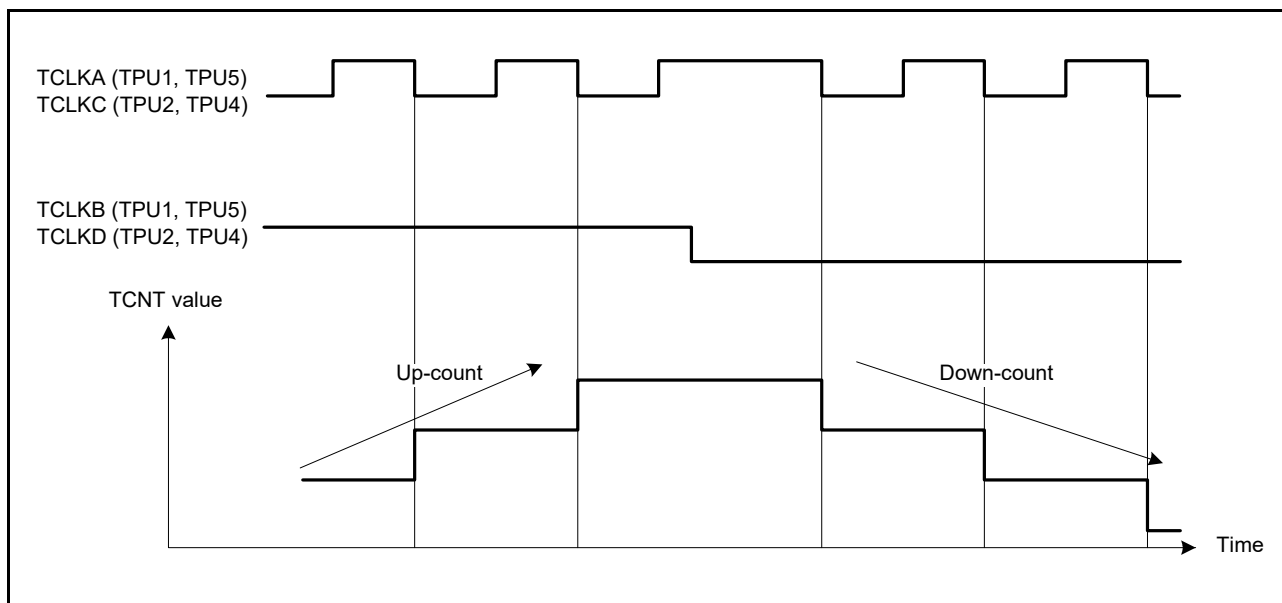 TCLKA (TPU1, TPU5)
TCLKC (TPU2, TPU4)
TCLKB (TPU1, TPU5)
TCLKD (TPU2, TPU4)
TCNT value
Up-count
Down-count
Time